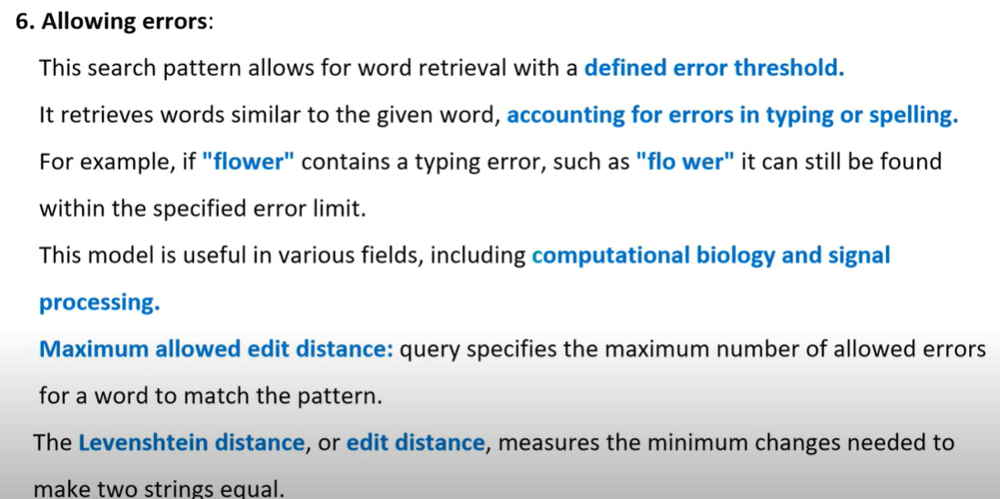 6. Allowing errors:
This search pattern allows for word retrieval with a defined error threshold.
It retrieves words similar to the given word, accounting for errors in typing or spelling.
For example, if "flower" contains a typing error, such as "flo wer" it can still be found
within the specified error limit.
This model is useful in various fields, including computational biology and signal
processing.
Maximum allowed edit distance: query specifies the maximum number of allowed errors
for a word to match the pattern.
The Levenshtein distance, or edit distance, measures the minimum changes needed to
make two strings equal.